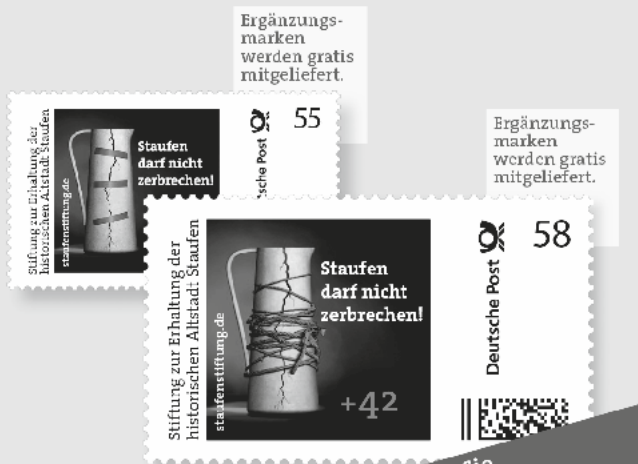 Ergänzungs-
marken
werden gratis
mitgeliefert.
Stiftung zur Erhaltung der
historischen Altstadt Staufen
staufenstiftung.de
Staufen
darf nicht
zerbrechen!
55
Ergänzungs-
marken
werden gratis
mitgeliefert.
Stiftung zur Erhaltung der
historischen Altstadt Staufen
staufenstiftung.de
Staufen
darf nicht
zerbrechen!
+42
Deutsche Post
58